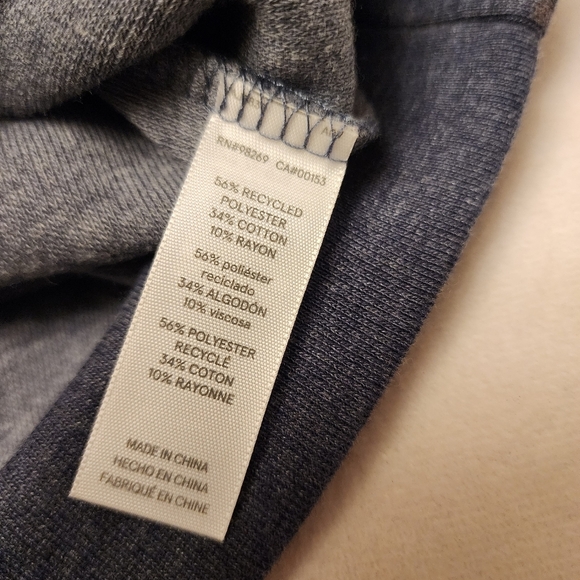 RN#98269 CA#00153
56% RECYCLED
POLYESTER
34% COTTON
10% RAYON
56% poliéster
reciclado
34% ALGODÓN
10% viscosa
56% POLYESTER
RECYCLÉ
34% COTON
10% RAYONNE
MADE IN CHINA
HECHO EN CHINA
FABRIQUÉ EN CHINE